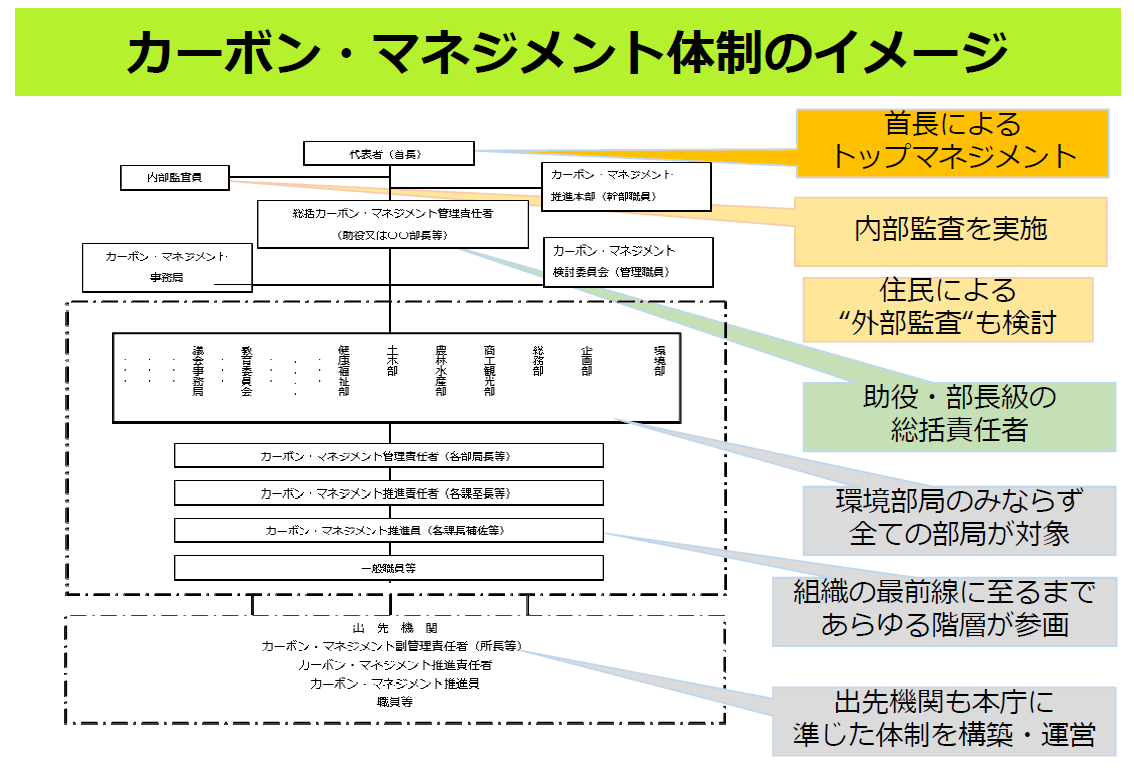 カーボン・マネジメント体制のイメージ
代表者（首長）
内部監査員
カーボン・マネジメント
推進本部（幹部職員）
総括カーボン・マネジメント管理責任者
（助役又は〇〇部長等）
カーボン・マネジメント
事務局
カーボン・マネジメント
検討委員会（管理職員）
・・・
・・・
・・・
議会事務局
・・・
教育委員会
・・・
・・・・
・・・
健康福祉部
土木部
農林水産部
商工観光部
総務部
企画部
環境部
カーボン・マネジメント管理責任者（各部局長等）
カーボン・マネジメント推進責任者（各課室長等）
カーボン・マネジメント推進員（各課長補佐等）
一般職員等
出 先 機 関
カーボン・マネジメント副管理責任者（所長等）
カーボン・マネジメント推進責任者
カーボン・マネジメント推進員
職員等
首長による
トップマネジメント
内部監査を実施
住民による
“外部監査“も検討
助役・部長級の
総括責任者
環境部局のみならず
全ての部局が対象
組織の最前線に至るまで
あらゆる階層が参画
出先機関も本庁に
準じた体制を構築・運営